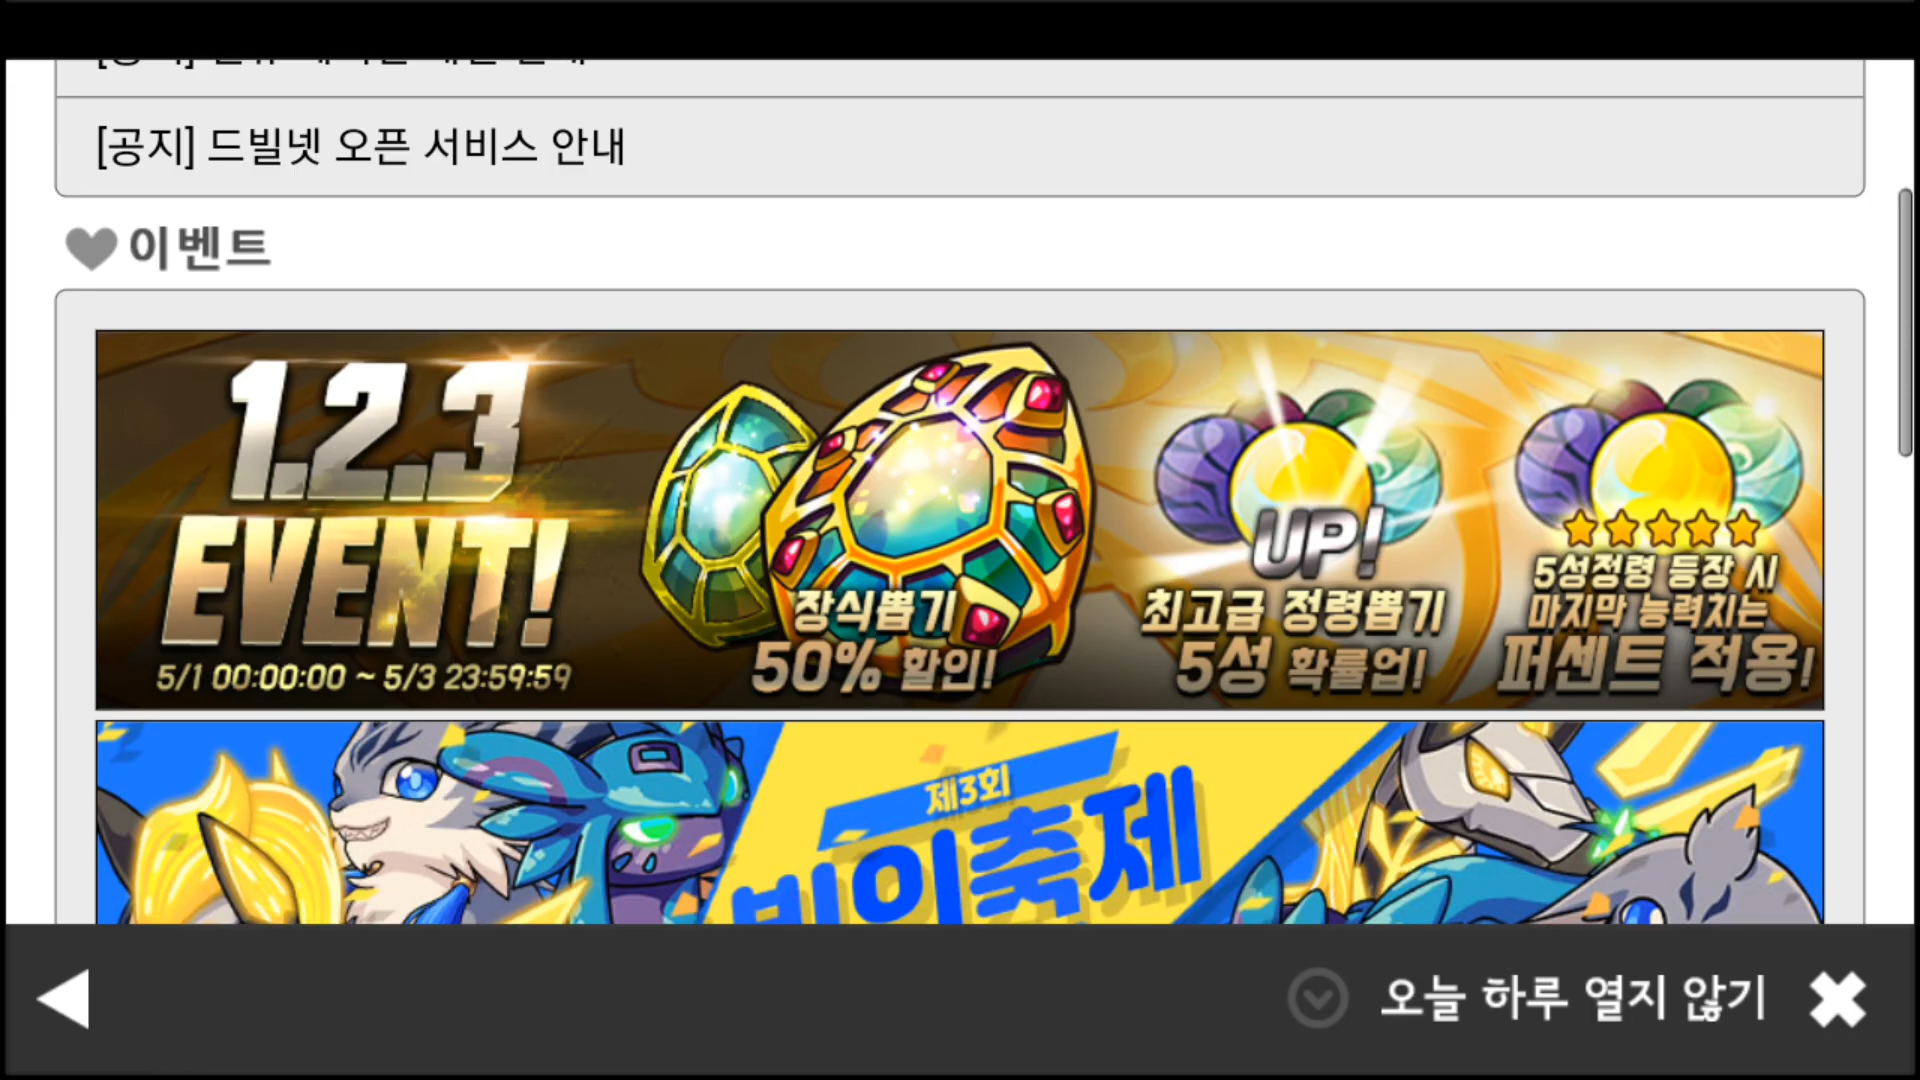 [공지] 드빌넷 오픈 서비스 안내
이벤트
1.2.3
EVENT!
5/1 00:00:00 ~ 5/3 23:59:59
장식뽑기
50% 할인!
UP!
최고급 정령뽑기
5성 확률업!
5성정령 등장 시
마지막 능력치는
퍼센트 적용!
제3회
빌이축제
오늘 하루 열지 않기